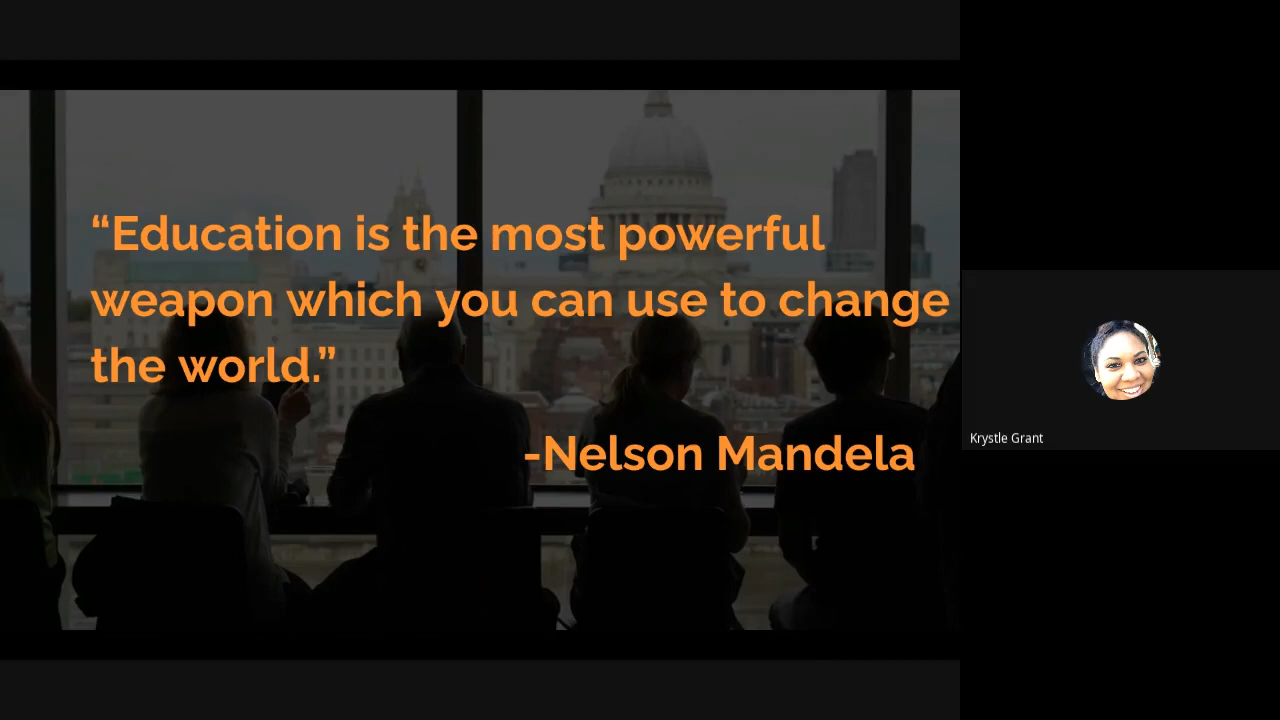 “Education is the most powerful
weapon which you can use to change
the world.”
-Nelson Mandela
Krystle Grant